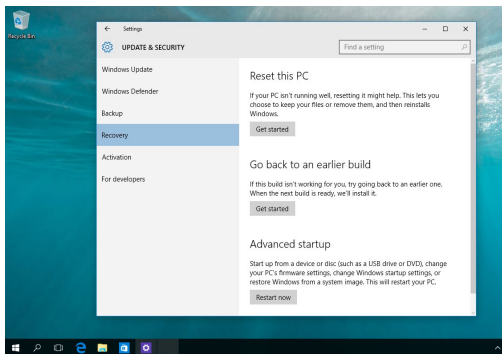 Recycle Bin
Settings
UPDATE & SECURITY
Find a setting
Windows Update
Windows Defender
Backup
Recovery
Activation
For developers
Reset this PC
If your PC isn't running well, resetting it might help. This lets you
choose to keep your files or remove them, and then reinstalls
Windows.
Get started
Go back to an earlier build
If this build isn't working for you, try going back to an earlier one.
When the next build is ready, we'll install it.
Get started
Advanced startup
Start up from a device or disc (such as a USB drive or DVD), change
your PC's firmware settings, change Windows startup settings, or
restore Windows from a system image. This will restart your PC.
Restart now